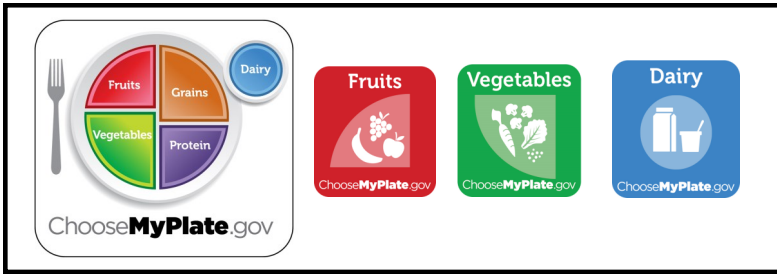 Fruits
Grains
Dairy
Vegetables
Protein
ChooseMyPlate.gov
Fruits
ChooseMyPlate.gov
Vegetables
ChooseMyPlate.gov
Dairy
ChooseMyPlate.gov